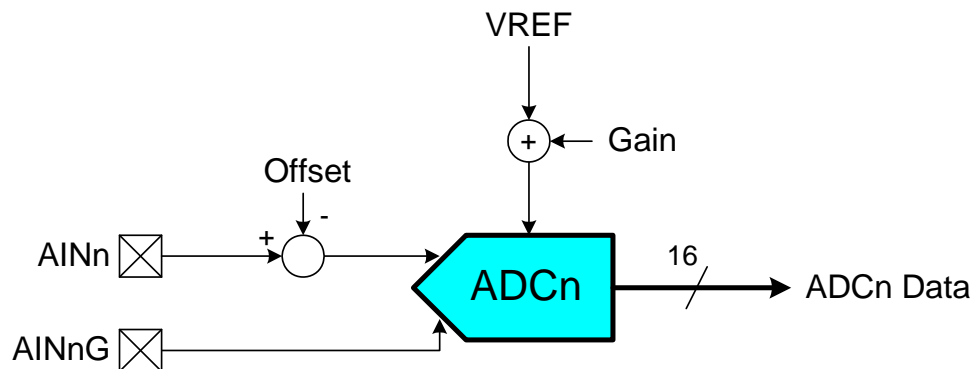 VREF
+
Gain
Offset
-
+
AINn
ADCn
16
ADCn Data
AINnG